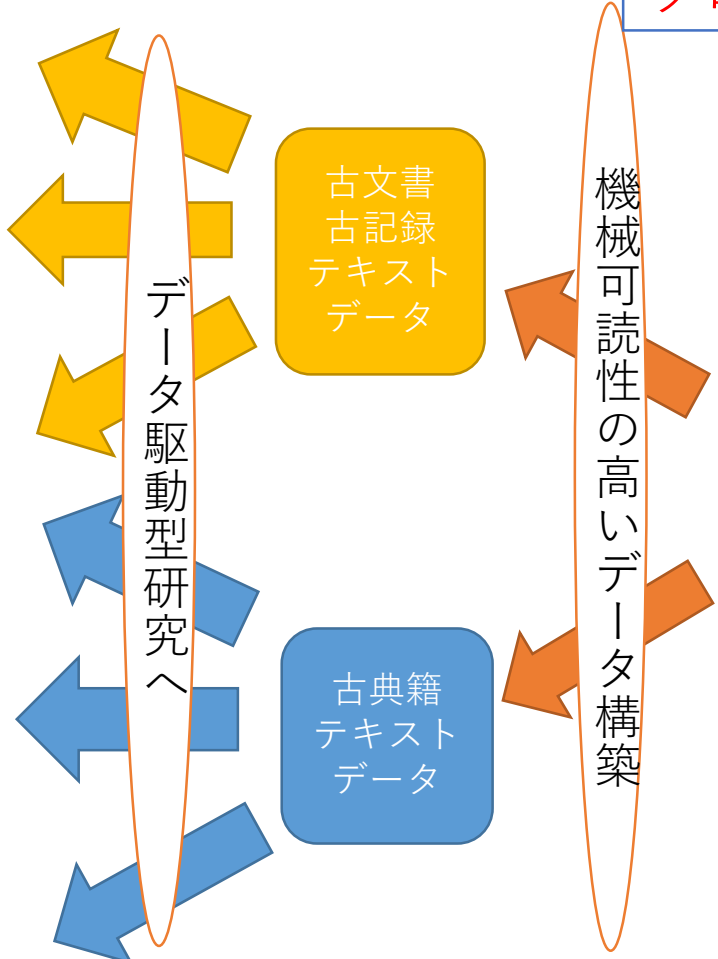 機械可読性の高いデータ構築
古文書
古記録
テキスト
データ
古典籍
テキスト
データ
データ駆動型研究へ